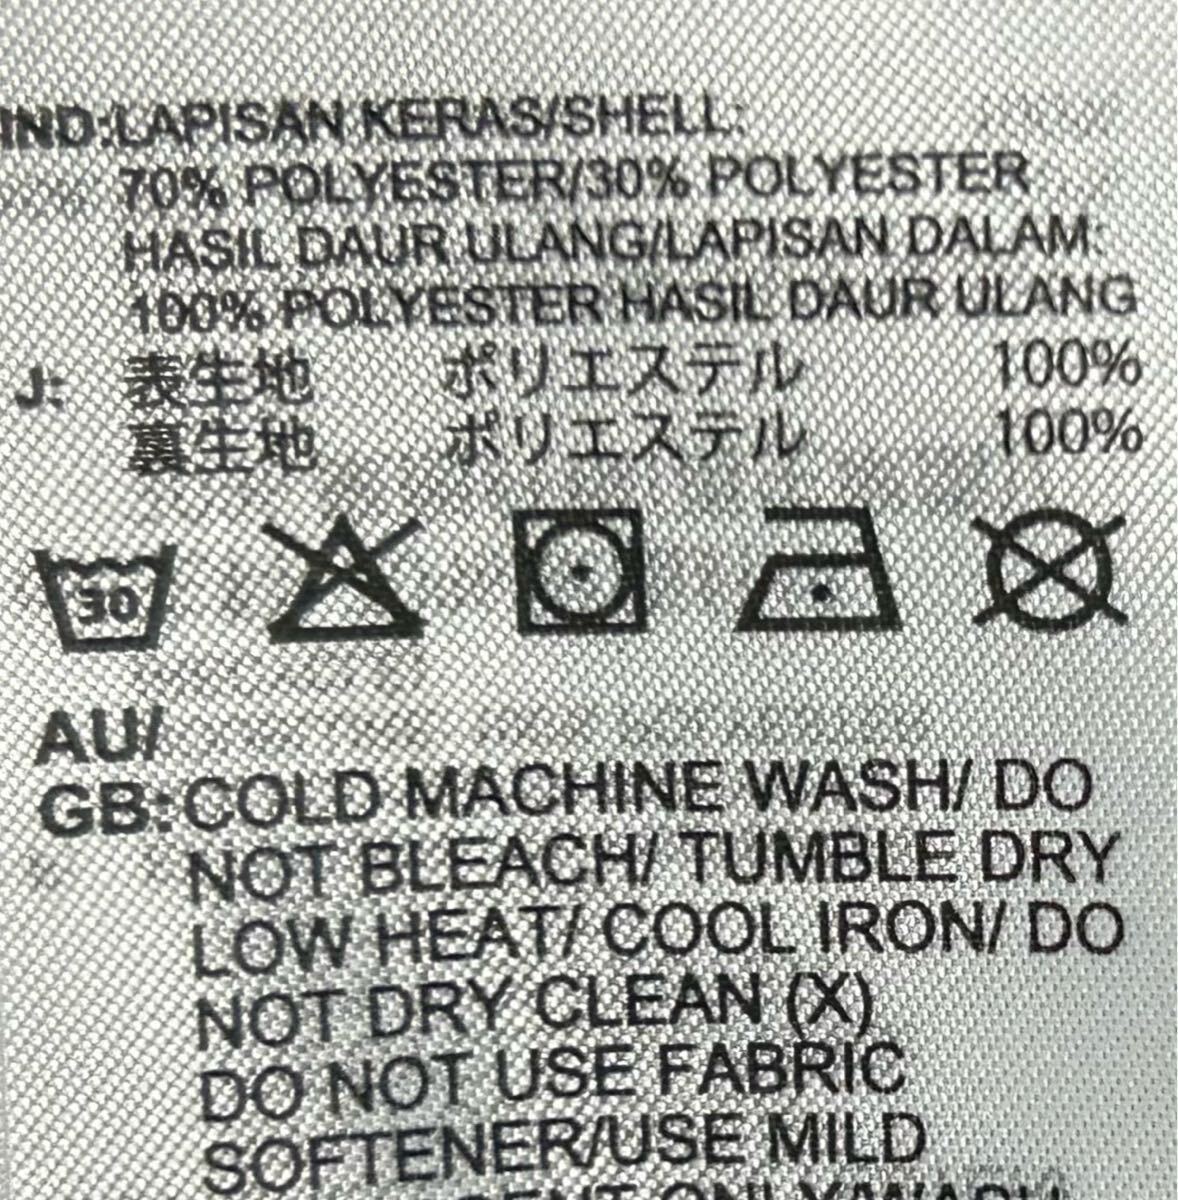 IND:LAPISAN KERAS/SHELL:
70% POLYESTER/30% POLYESTER
HASIL DAUR ULANG/LAPISAN DALAM:
100% POLYESTER HASIL DAUR ULANG
J: 表生地 ポリエステル 100%
裏生地 ポリエステル 100%
30
AU/
GB:COLD MACHINE WASH/ DO
NOT BLEACH/ TUMBLE DRY
LOW HEAT/ COOL IRON/ DO
NOT DRY CLEAN (X)
DO NOT USE FABRIC
SOFTENER/USE MILD
ONLY/WASH